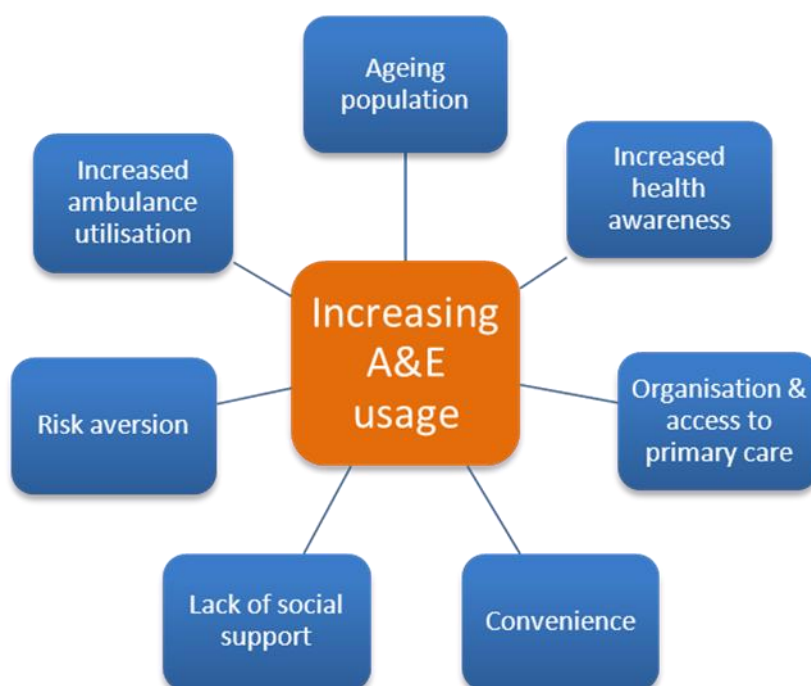 Ageing
population
Increased
ambulance
utilisation
Increased
health
awareness
Increasing
A&E
usage
Risk aversion
Organisation &
access to
primary care
Lack of social
support
Convenience